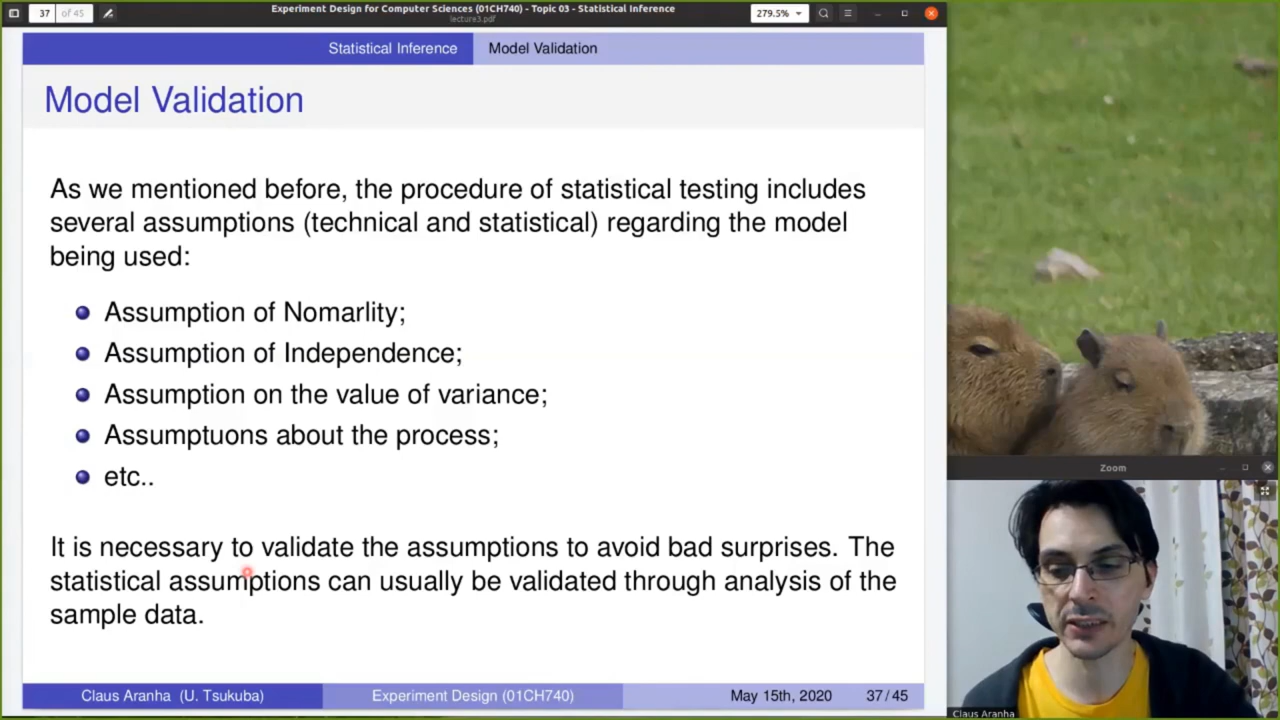 37 of 45
Experiment Design for Computer Sciences (01CH740) - Topic 03 - Statistical Inference
lecture3.pdf
279.5%
Statistical Inference Model Validation
Model Validation
As we mentioned before, the procedure of statistical testing includes
several assumptions (technical and statistical) regarding the model
being used:
Assumption of Nomarlity;
Assumption of Independence;
Assumption on the value of variance;
Assumptuons about the process;
etc..
It is necessary to validate the assumptions to avoid bad surprises. The
statistical assumptions can usually be validated through analysis of the
sample data.
Claus Aranha (U. Tsukuba) Experiment Design (01CH740) May 15th, 2020 37/45
Zoom
Claus Aranha